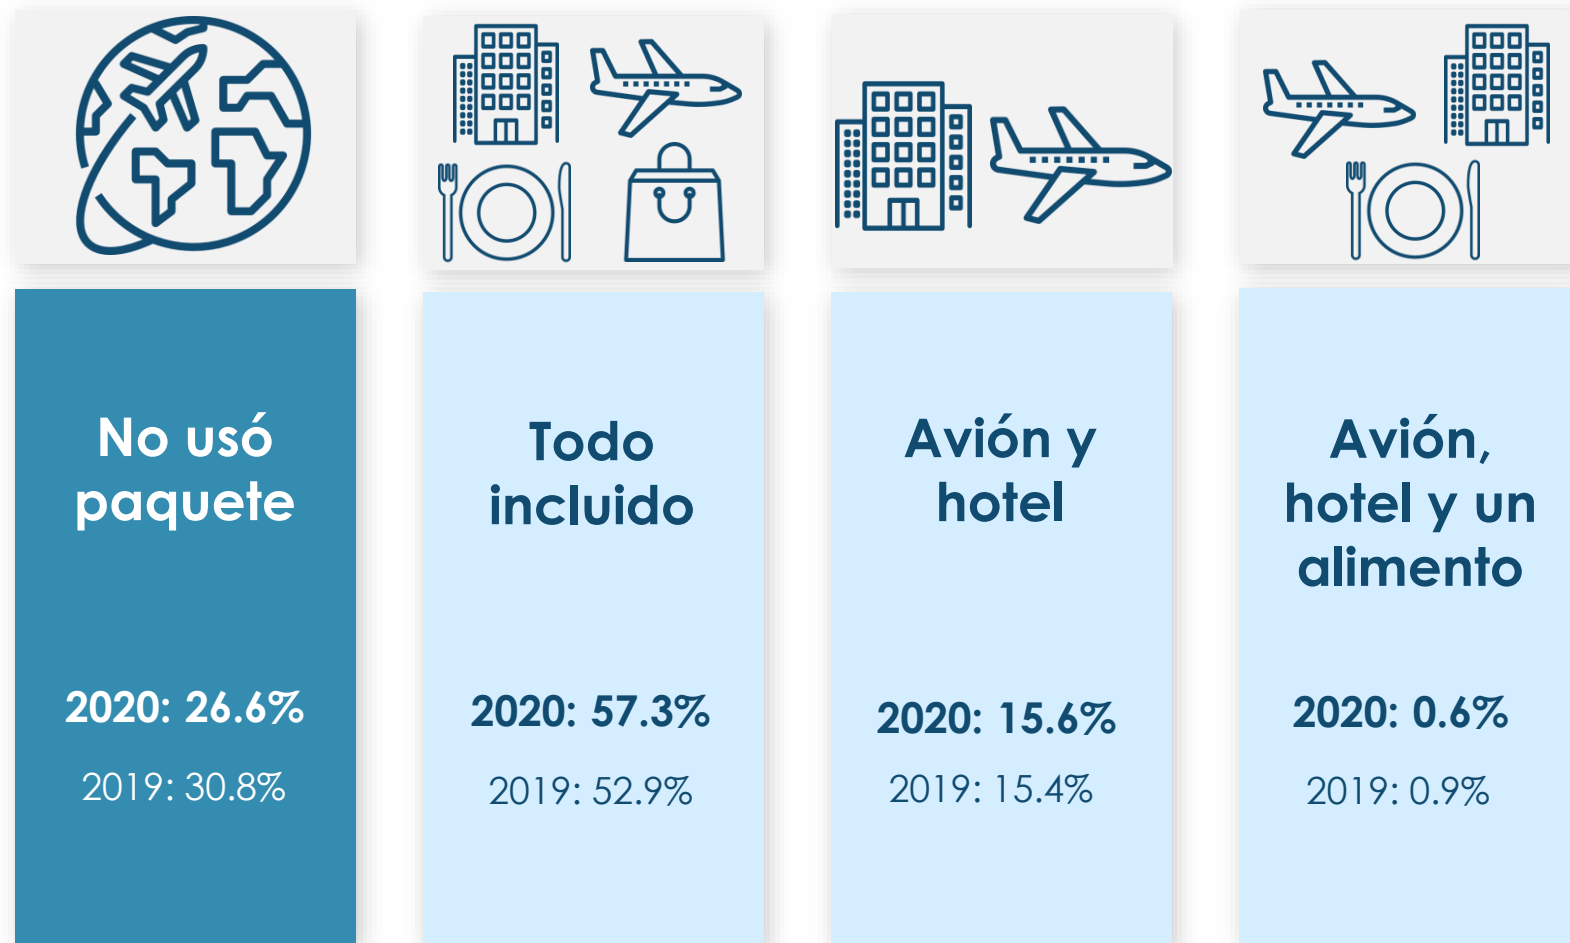 No usó
paquete
2020: 26.6%
2019: 30.8%
Todo
incluido
2020: 57.3%
2019: 52.9%
Avión y
hotel
2020: 15.6%
2019: 15.4%
Avión,
hotel y un
alimento
2020: 0.6%
2019: 0.9%